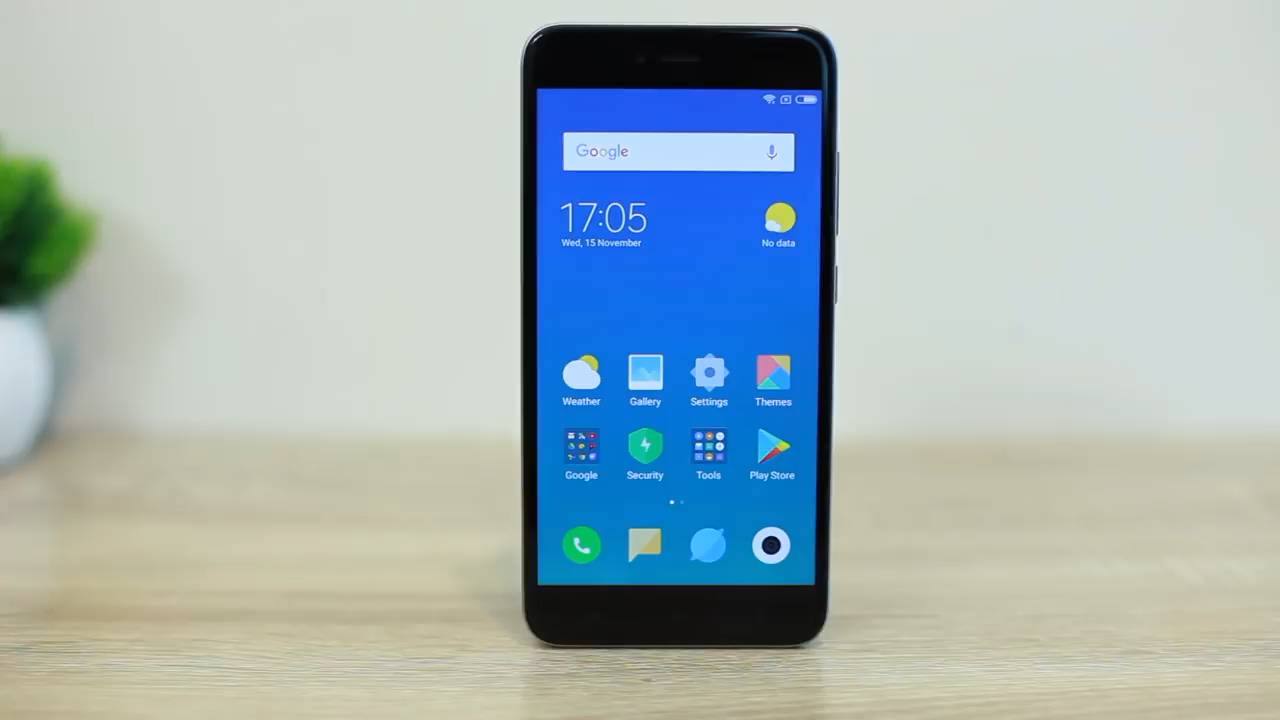 Google
17:05
Wed, 15 November
No data
Weather
Gallery
Settings
Themes
Google
Security
Tools
Play Store